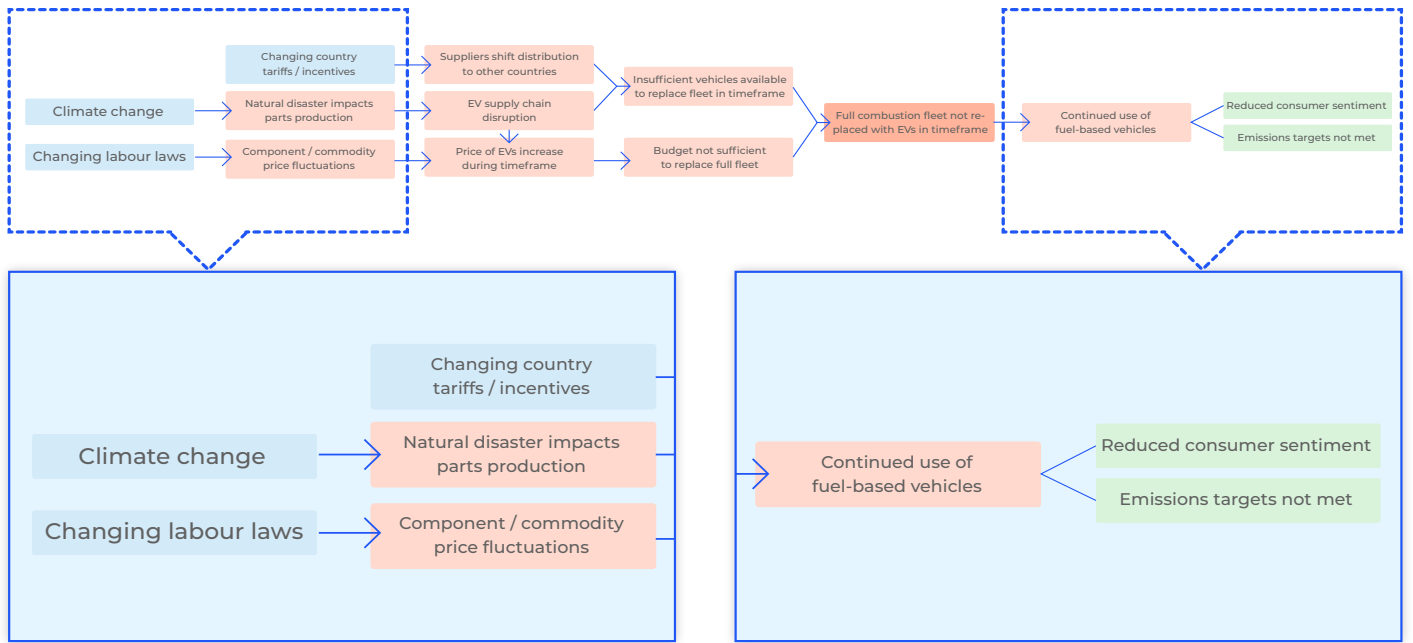 Changing country
tariffs / incentives
Suppliers shift distribution
to other countries
Insufficient vehicles available
to replace fleet in timeframe
Climate change
Natural disaster impacts
parts production
EV supply chain
disruption
Full combustion fleet not re-
placed with EVs in timeframe
Continued use of
fuel-based vehicles
Reduced consumer sentiment
Emissions targets not met
Changing labour laws
Component / commodity
price fluctuations
Price of EVs increase
during timeframe
Budget not sufficient
to replace full fleet
Changing country
tariffs / incentives
Climate change
Natural disaster impacts
parts production
Changing labour laws
Component / commodity
price fluctuations
Continued use of
fuel-based vehicles
Reduced consumer sentiment
Emissions targets not met